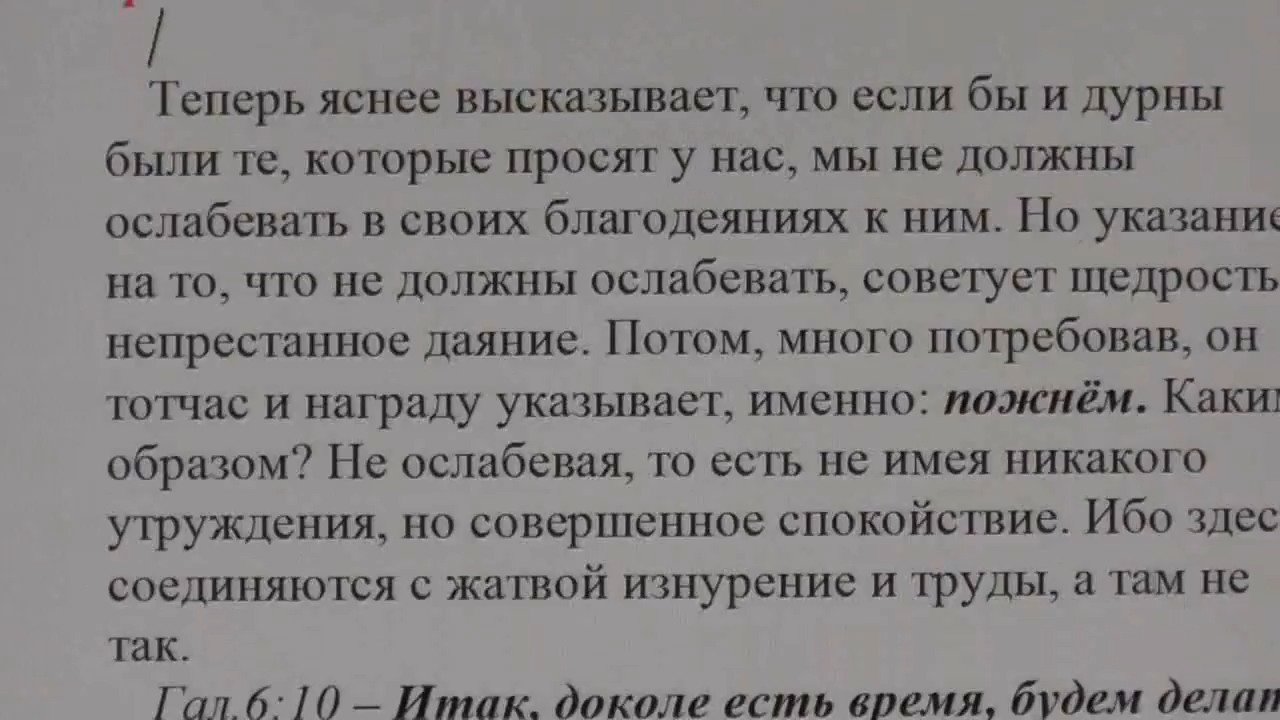 /
Теперь яснее высказывает, что если бы и дурны
были те, которые просят у нас, мы не должны
ослабевать в своих благодеяниях к ним. Но указание
на то, что не должны ослабевать, советует щедрость
непрестанное даяние. Потом, много потребовав, он
тотчас и награду указывает, именно: пожнём. Каким
образом? Не ослабевая, то есть не имея никакого
утруждения, но совершенное спокойствие. Ибо здес
соединяются с жатвой изнурение и труды, а там не
так.
Гал.6:10 – Итак, доколе есть время, будем делат